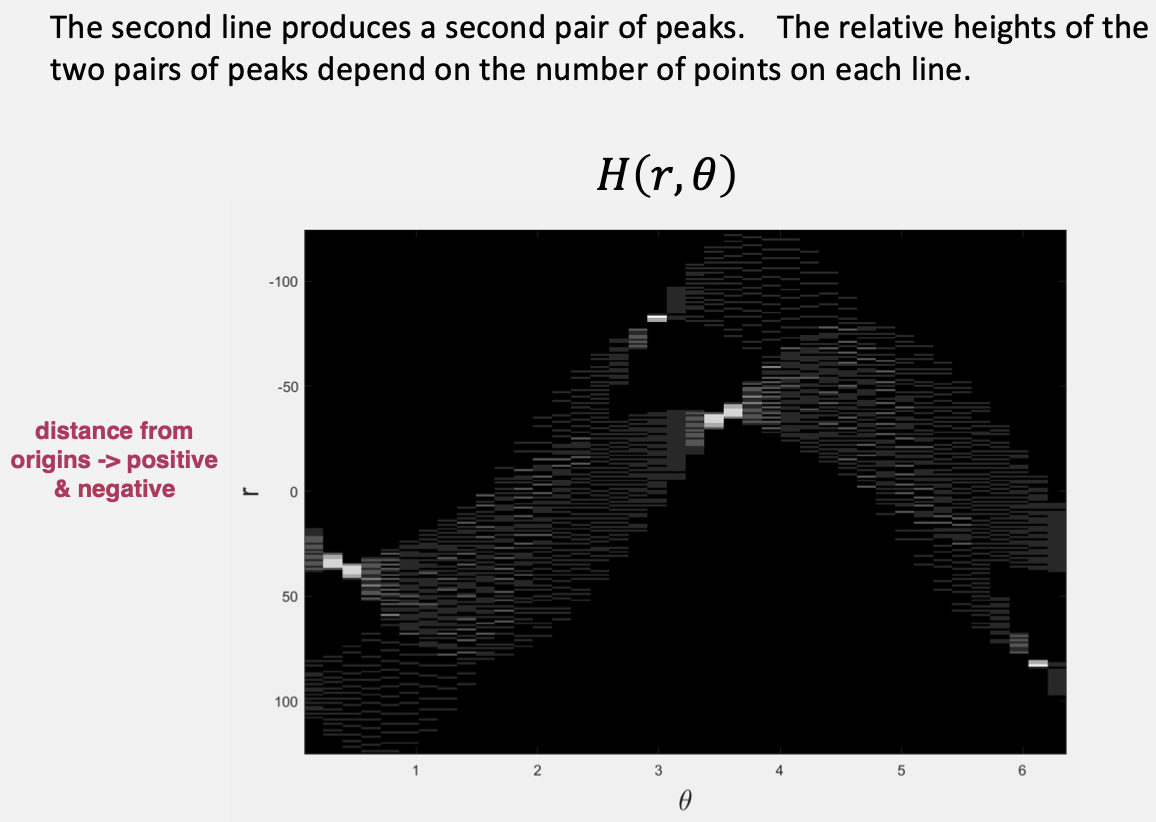 The second line produces a second pair of peaks. The relative heights of the
two pairs of peaks depend on the number of points on each line.
H(r, θ)
distance from
origins -> positive
& negative
r
-100
-50
0
50
100
1 2 3 4 5 6
θ